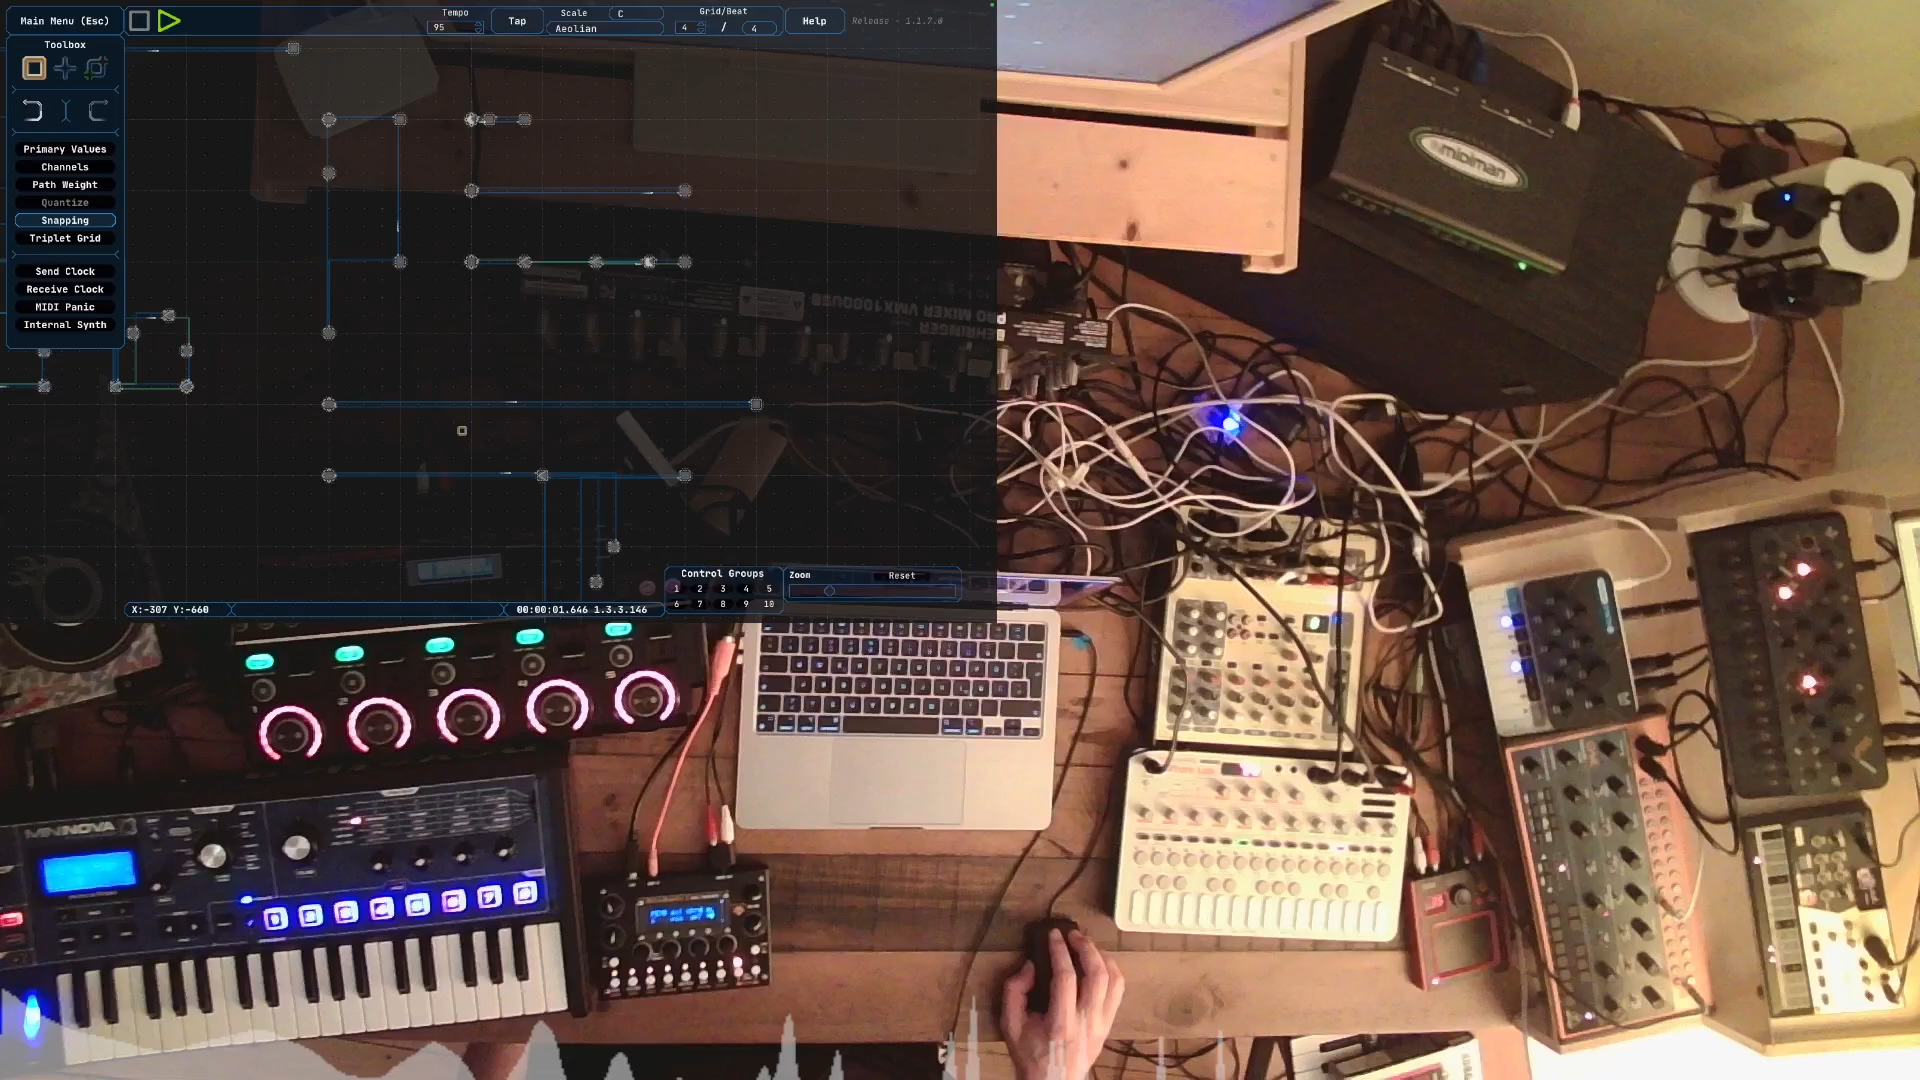 Main Menu (Esc)
Tempo
95
Tap
Scale
C
Aeolian
Grid/Beat
4 / 4
Help
Release - 1.1.7.0
Toolbox
Primary Values
Channels
Path Weight
Quantize
Snapping
Triplet Grid
Send Clock
Receive Clock
MIDI Panic
Internal Synth
X:-307 Y:-660
00:00:01.646 1.3.3.146
Control Groups
1 2 3 4 5
6 7 8 9 10
Zoom
Reset
midiman
PRO MIXER VMX1000USB
BEHRINGER
MININOVA